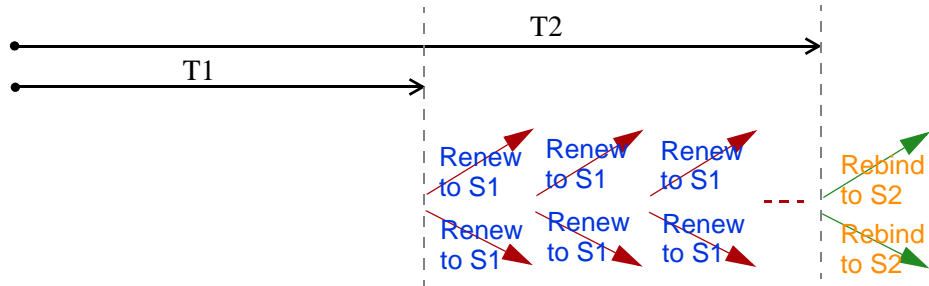 T2
T1
Renew
to S1
Renew
to S1
Renew
to S1
Rebind
to S2
Renew
to S1
Renew
to S1
Renew
to S1
Rebind
to S2